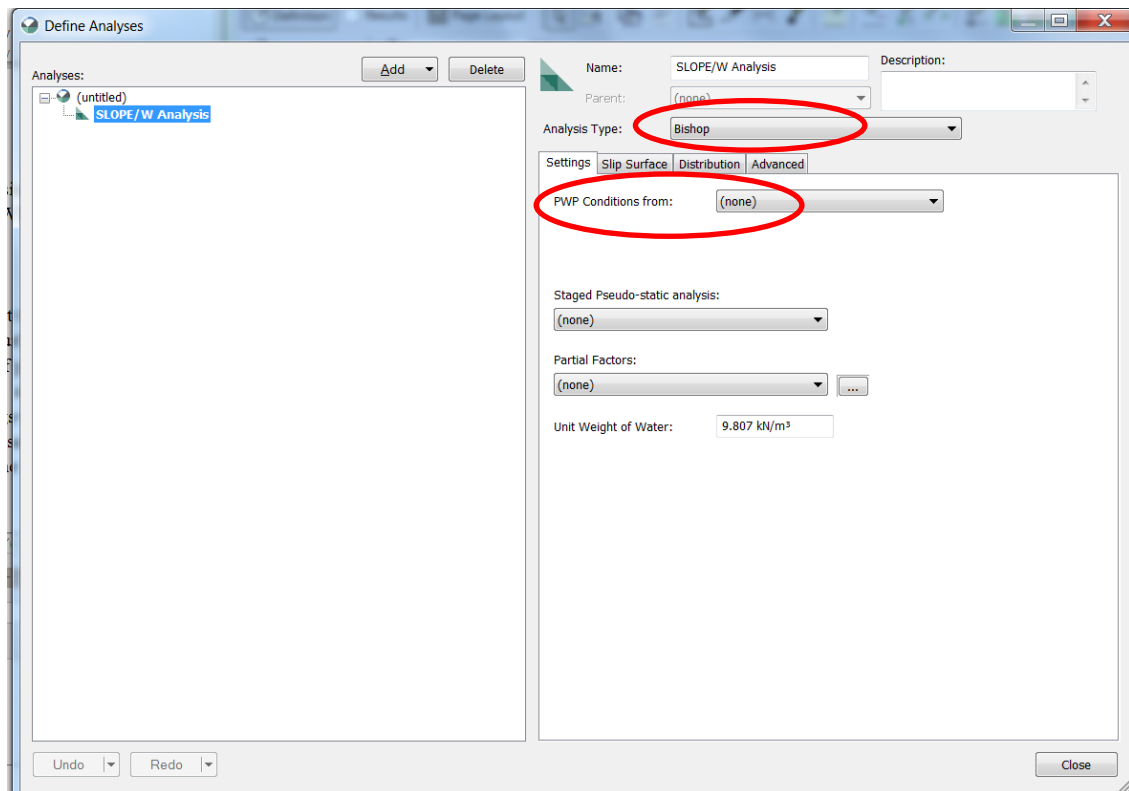 Define Analyses
Analyses:
Add
Delete
(untitled)
SLOPE/W Analysis
Name:
SLOPE/W Analysis
Description:
Parent:
(none)
Analysis Type:
Bishop
Settings
Slip Surface
Distribution
Advanced
PWP Conditions from:
(none)
Staged Pseudo-static analysis:
(none)
Partial Factors:
(none)
...
Unit Weight of Water:
9.807 kN/m³
Undo
Redo
Close